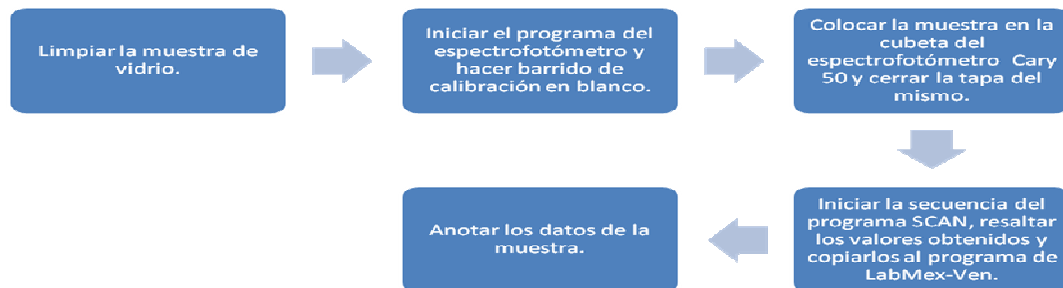 Limpiar la muestra de
vidrio.
Iniciar el programa del
espectrofotómetro y
hacer barrido de
calibración en blanco.
Colocar la muestra en la
cubeta del
espectrofotómetro Cary
50 y cerrar la tapa del
mismo.
Iniciar la secuencia del
programa SCAN, resaltar
los valores obtenidos y
copiarlos al programa de
LabMex-Ven.
Anotar los datos de la
muestra.